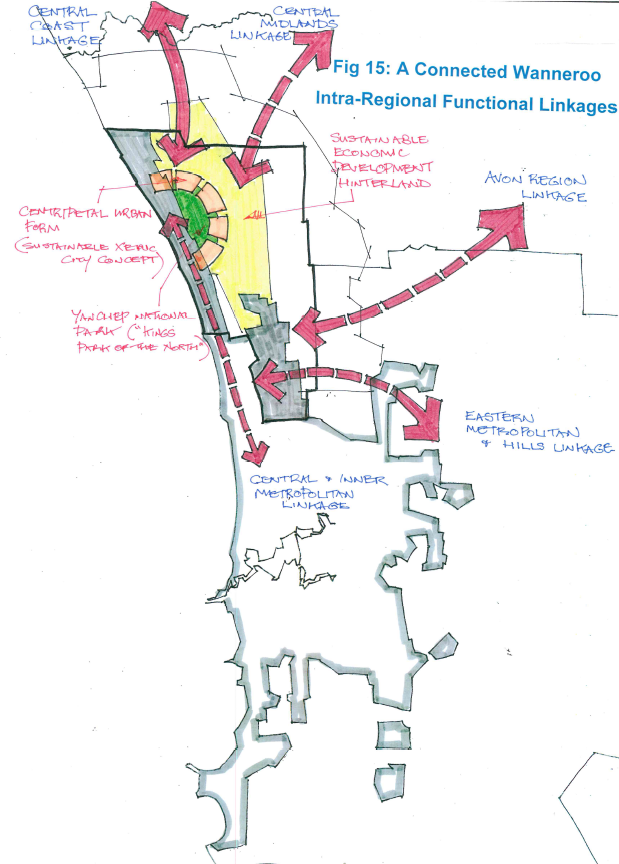 CENTRAL
COAST
LINKAGE
CENTRAL
MIDLANDS
LINKAGE
Fig 15: A Connected Wanneroo
Intra-Regional Functional Linkages
SUSTAINABLE
ECONOMIC
DEVELOPMENT
HINTERLAND
AVON REGION
LINKAGE
CENTRIPETAL URBAN
FORM
(SUSTAINABLE XERIC
CITY CONCEPT)
YANCHEP NATIONAL
PARK ("KINGS
PARK OF THE NORTH")
EASTERN
METROPOLITAN
& HILLS LINKAGE
CENTRAL & INNER
METROPOLITAN
LINKAGE